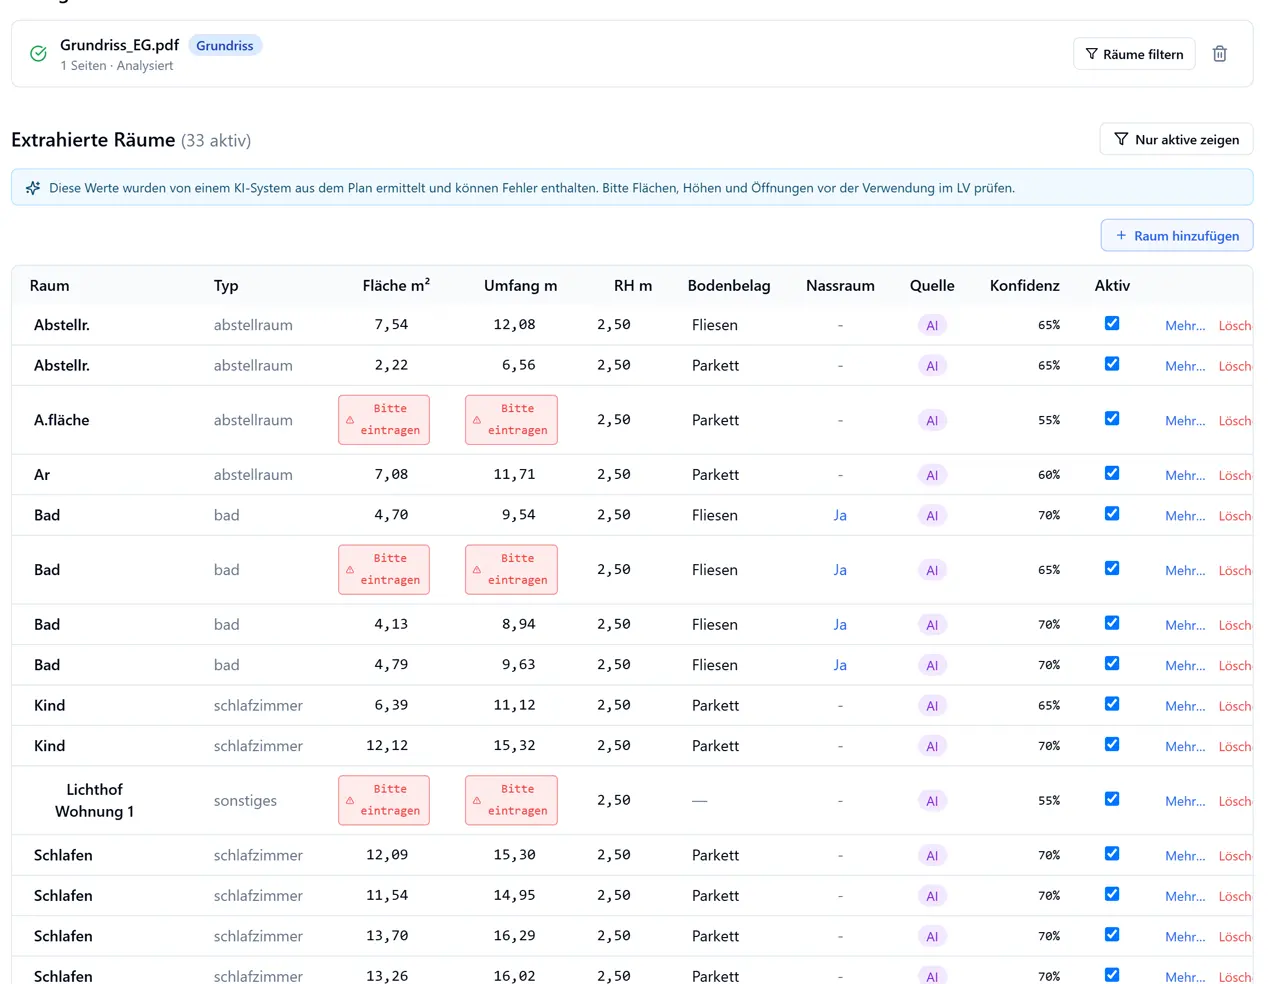 Grundriss_EG.pdf Grundriss
1 Seiten · Analysiert
Räume filtern
Extrahierte Räume (33 aktiv)
Nur aktive zeigen
Diese Werte wurden von einem KI-System aus dem Plan ermittelt und können Fehler enthalten. Bitte Flächen, Höhen und Öffnungen vor der Verwendung im LV prüfen.
+ Raum hinzufügen
Raum Typ Fläche m² Umfang m RH m Bodenbelag Nassraum Quelle Konfidenz Aktiv
Abstellr. abstellraum 7,54 12,08 2,50 Fliesen - AI 65% Mehr... Lösch
Abstellr. abstellraum 2,22 6,56 2,50 Parkett - AI 65% Mehr... Lösch
A.fläche abstellraum Bitte eintragen Bitte eintragen 2,50 Parkett - AI 55% Mehr... Lösch
Ar abstellraum 7,08 11,71 2,50 Parkett - AI 60% Mehr... Lösch
Bad bad 4,70 9,54 2,50 Fliesen Ja AI 70% Mehr... Lösch
Bad bad Bitte eintragen Bitte eintragen 2,50 Fliesen Ja AI 65% Mehr... Lösch
Bad bad 4,13 8,94 2,50 Fliesen Ja AI 70% Mehr... Lösch
Bad bad 4,79 9,63 2,50 Fliesen Ja AI 70% Mehr... Lösch
Kind schlafzimmer 6,39 11,12 2,50 Parkett - AI 65% Mehr... Lösch
Kind schlafzimmer 12,12 15,32 2,50 Parkett - AI 70% Mehr... Lösch
Lichthof Wohnung 1 sonstiges Bitte eintragen Bitte eintragen 2,50 — - AI 55% Mehr... Lösch
Schlafen schlafzimmer 12,09 15,30 2,50 Parkett - AI 70% Mehr... Lösch
Schlafen schlafzimmer 11,54 14,95 2,50 Parkett - AI 70% Mehr... Lösch
Schlafen schlafzimmer 13,70 16,29 2,50 Parkett - AI 70% Mehr... Lösch
Schlafen schlafzimmer 13,26 16,02 2,50 Parkett - AI 70% Mehr... Lösch